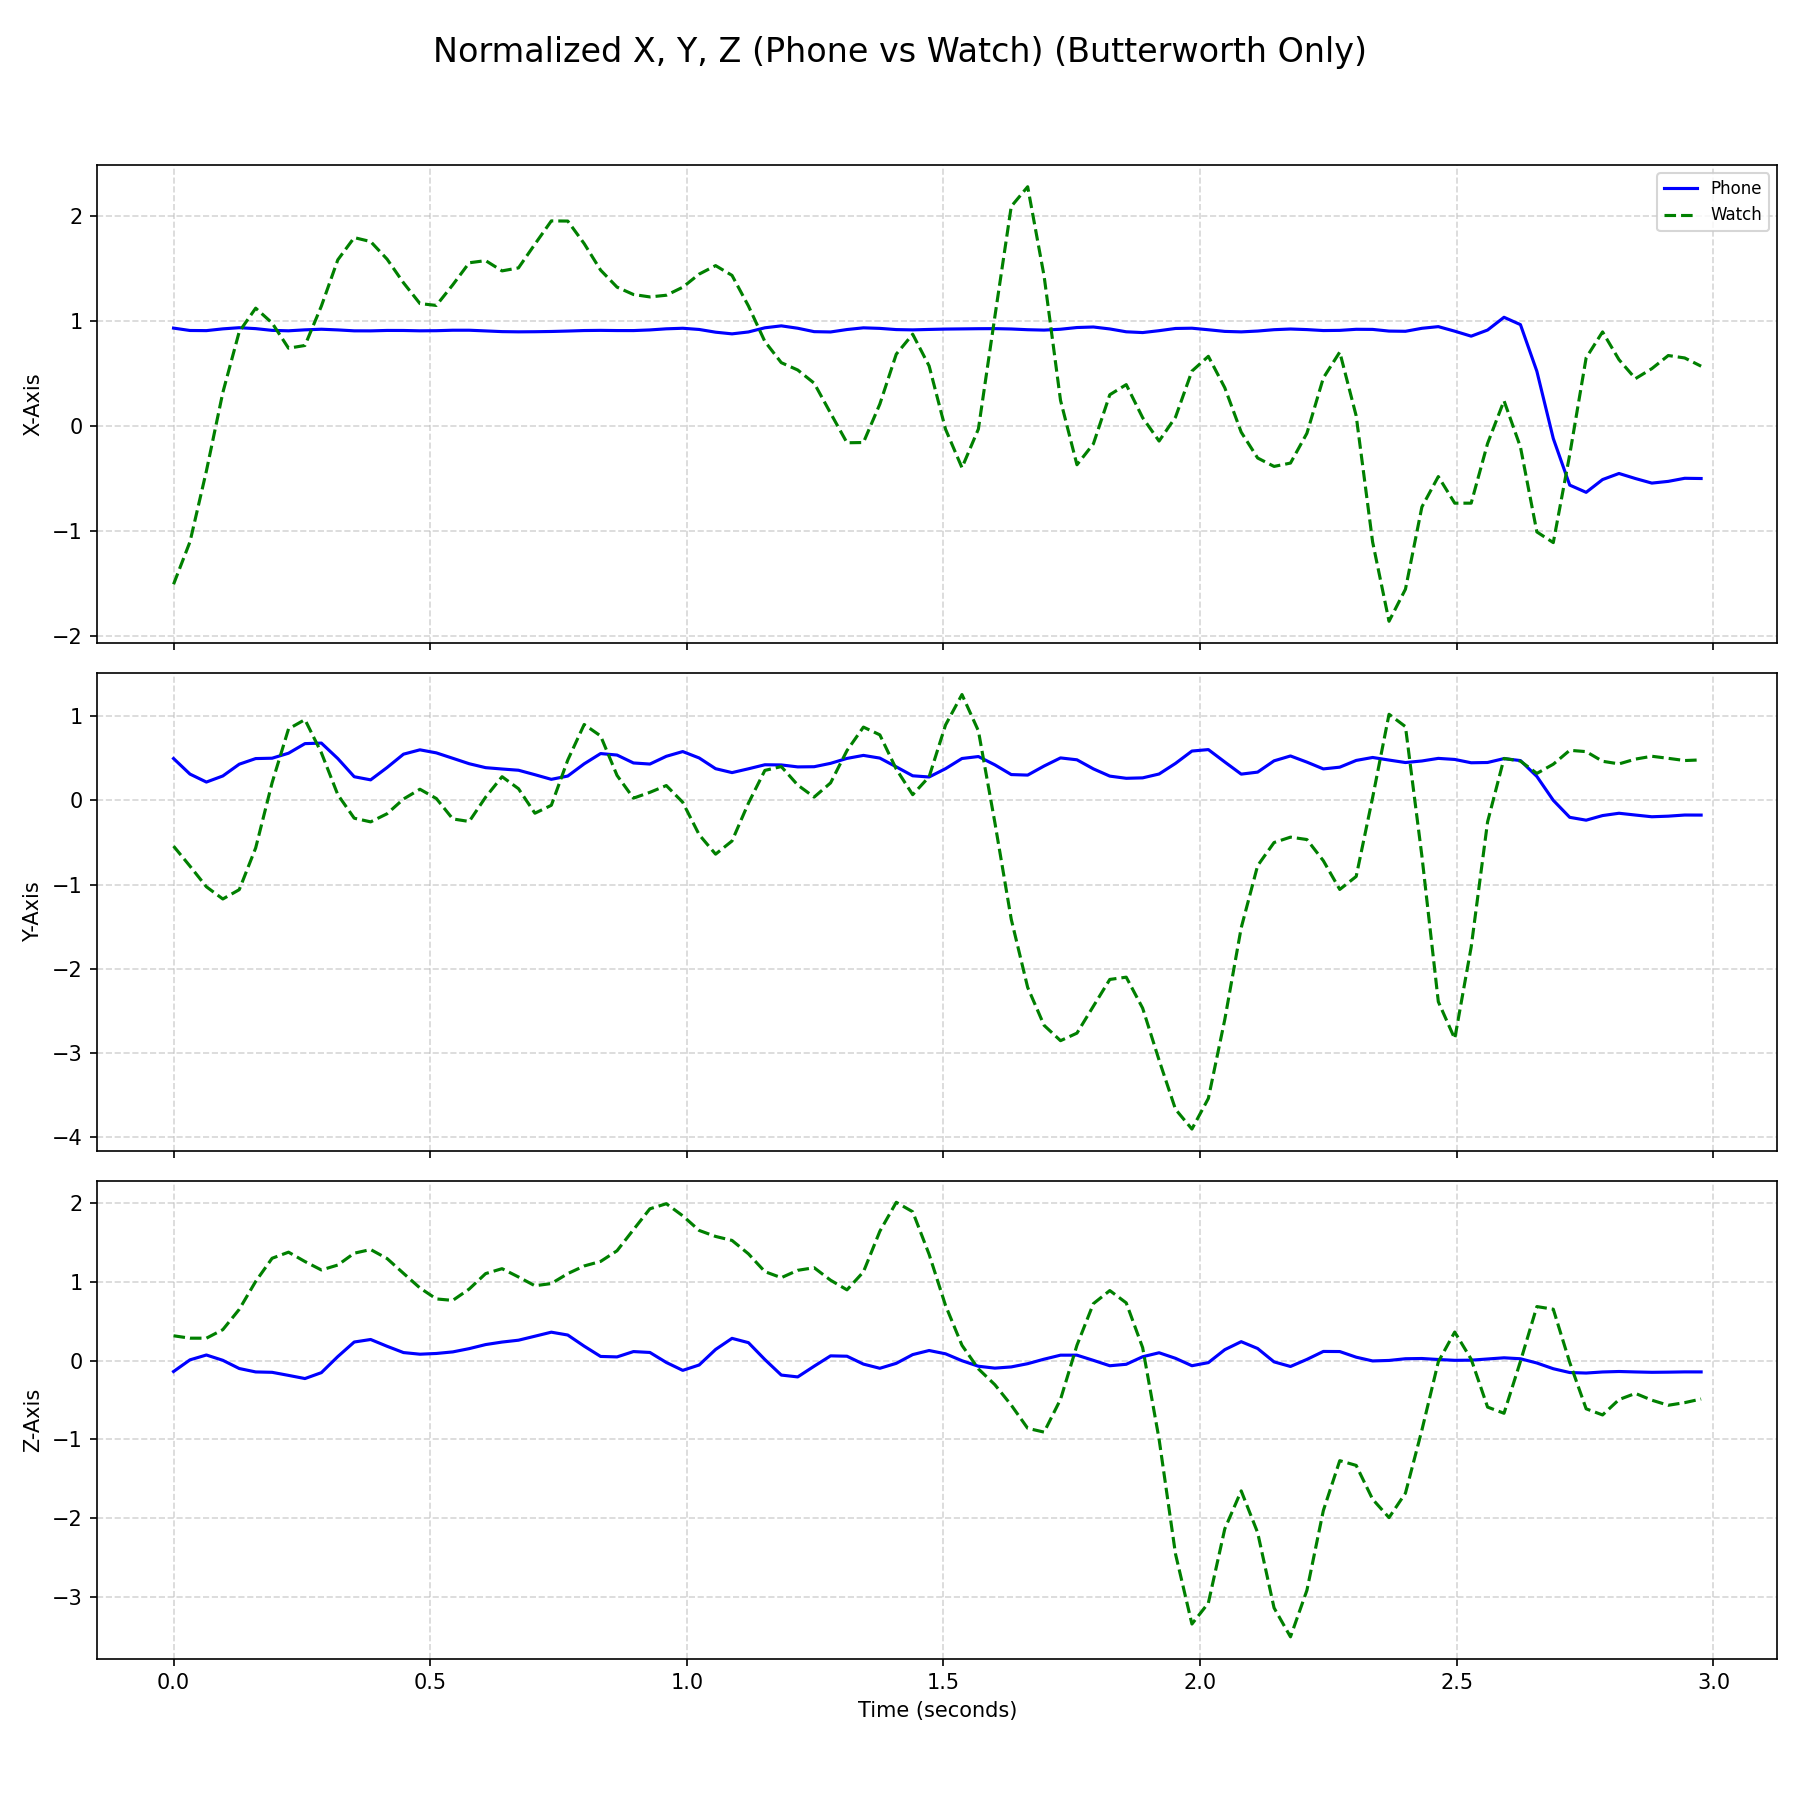 Normalized X, Y, Z (Phone vs Watch) (Butterworth Only)
Phone
Watch
2
1
0
−1
−2
X-Axis
1
0
−1
−2
−3
−4
Y-Axis
2
1
0
−1
−2
−3
Z-Axis
0.0 0.5 1.0 1.5 2.0 2.5 3.0
Time (seconds)